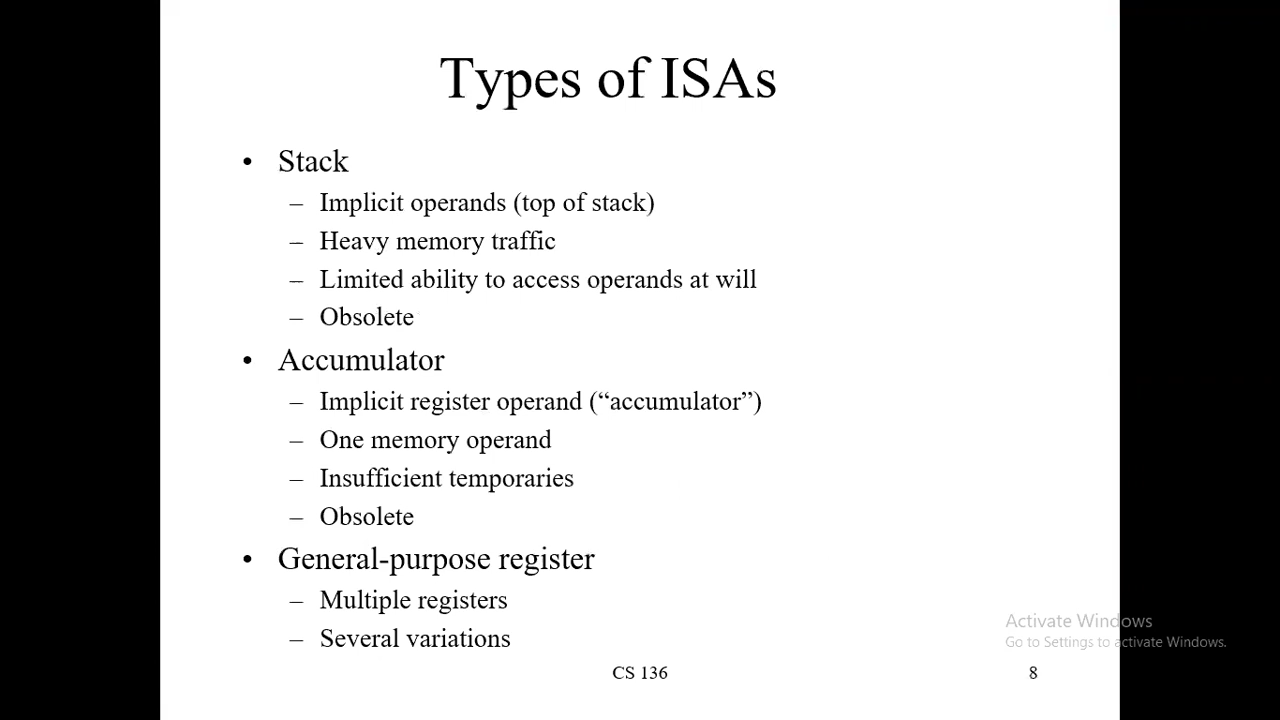 Types of ISAs
• Stack
– Implicit operands (top of stack)
– Heavy memory traffic
– Limited ability to access operands at will
– Obsolete
• Accumulator
– Implicit register operand (“accumulator”)
– One memory operand
– Insufficient temporaries
– Obsolete
• General-purpose register
– Multiple registers
– Several variations
Activate Windows
Go to Settings to activate Windows.
CS 136
8